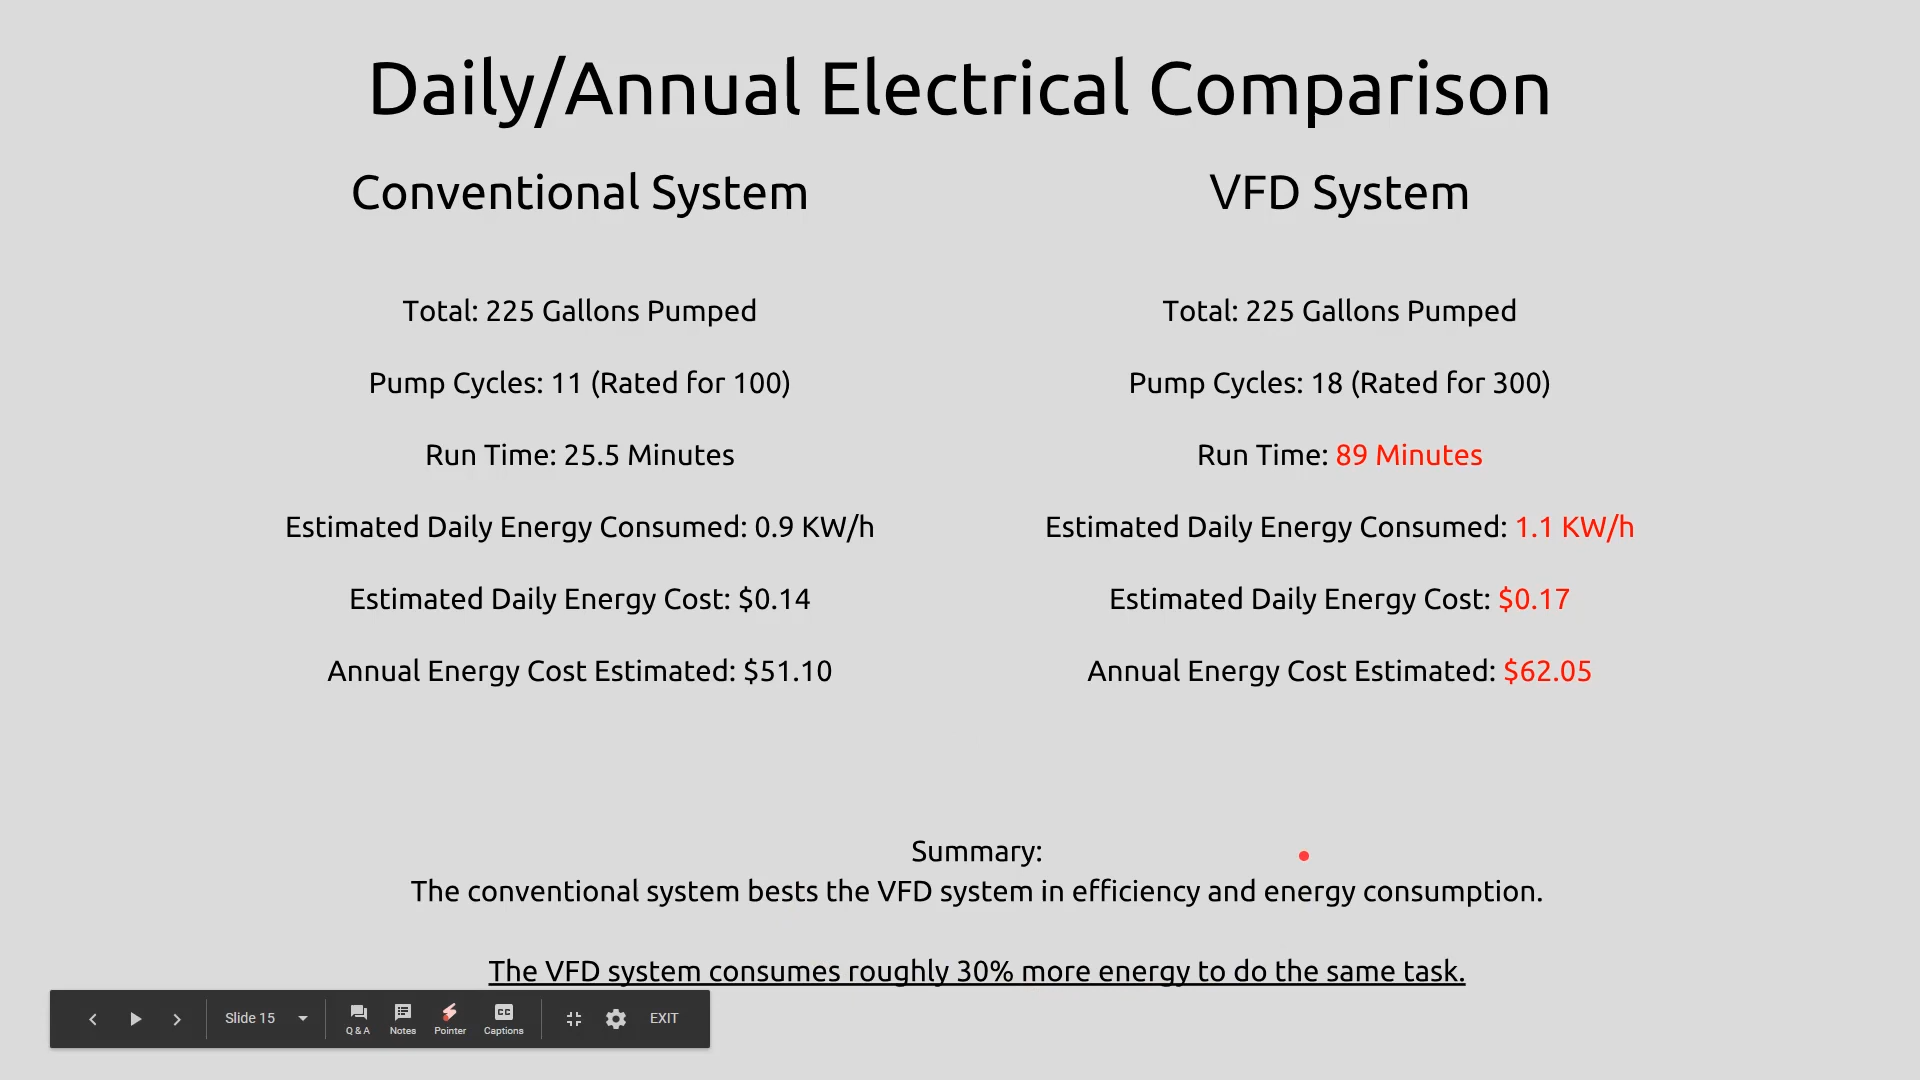 Daily/Annual Electrical Comparison
Conventional System
Total: 225 Gallons Pumped
Pump Cycles: 11 (Rated for 100)
Run Time: 25.5 Minutes
Estimated Daily Energy Consumed: 0.9 KW/h
Estimated Daily Energy Cost: $0.14
Annual Energy Cost Estimated: $51.10
VFD System
Total: 225 Gallons Pumped
Pump Cycles: 18 (Rated for 300)
Run Time: 89 Minutes
Estimated Daily Energy Consumed: 1.1 KW/h
Estimated Daily Energy Cost: $0.17
Annual Energy Cost Estimated: $62.05
Summary:
The conventional system bests the VFD system in efficiency and energy consumption.
The VFD system consumes roughly 30% more energy to do the same task.
Slide 15
Q & A
Notes
Pointer
CC
Captions
EXIT